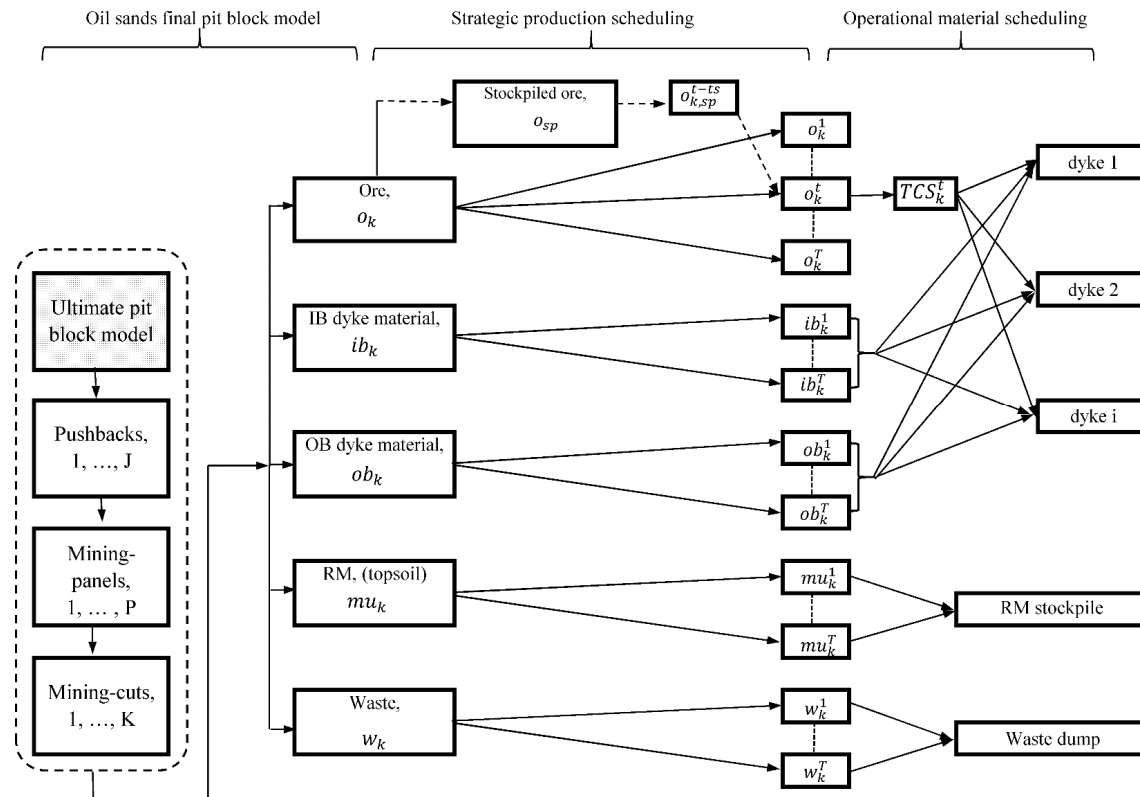 Oil sands final pit block model
Strategic production scheduling
Operational material scheduling
Ultimate pit
block model
Pushbacks,
1, …, J
Mining-
panels,
1, … , P
Mining-cuts,
1, …, K
Stockpiled ore,
$o_{sp}$
$o_{k,sp}^{t-ts}$
Ore,
$o_k$
$o_k^1$
$o_k^t$
$o_k^T$
$TCS_k^t$
IB dyke material,
$ib_k$
$ib_k^1$
$ib_k^T$
OB dyke material,
$ob_k$
$ob_k^1$
$ob_k^T$
RM, (topsoil)
$mu_k$
$mu_k^1$
$mu_k^T$
Waste,
$w_k$
$w_k^1$
$w_k^T$
dyke 1
dyke 2
dyke i
RM stockpile
Waste dump